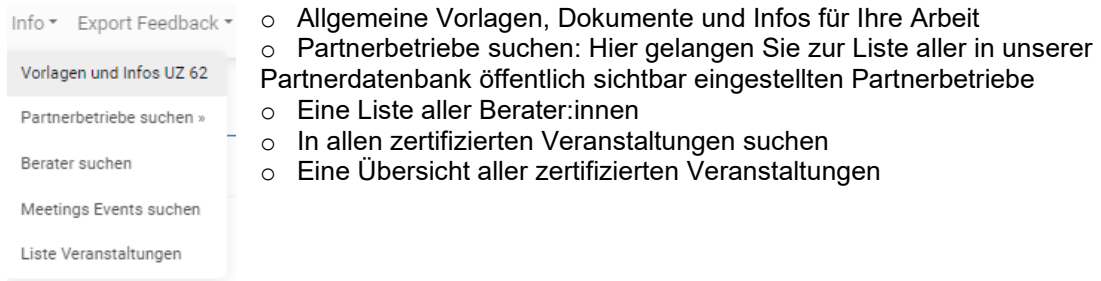 Info Export Feedback
Vorlagen und Infos UZ 62
Partnerbetriebe suchen »
Berater suchen
Meetings Events suchen
Liste Veranstaltungen
o Allgemeine Vorlagen, Dokumente und Infos für Ihre Arbeit
o Partnerbetriebe suchen: Hier gelangen Sie zur Liste aller in unserer
Partnerdatenbank öffentlich sichtbar eingestellten Partnerbetriebe
o Eine Liste aller Berater:innen
o In allen zertifizierten Veranstaltungen suchen
o Eine Übersicht aller zertifizierten Veranstaltungen